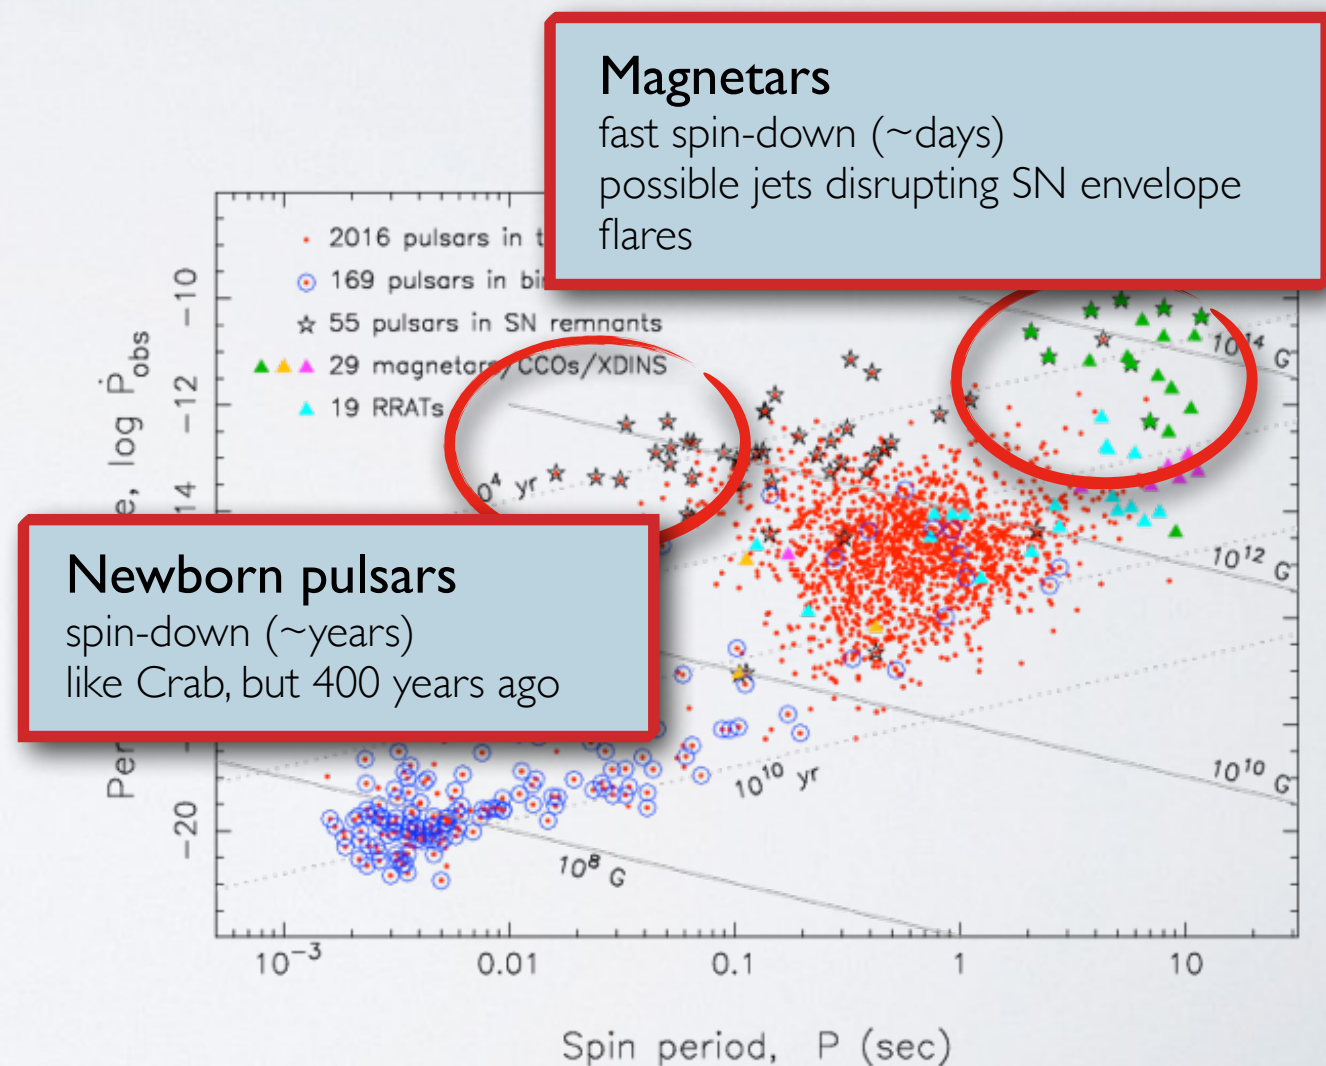 Magnetars
fast spin-down (~days)
possible jets disrupting SN envelope
flares
2016 pulsars in
169 pulsars in
55 pulsars in SN remnants
29 magnetars/CCOs/XDINS
19 RRATs
log Ṗobs
−10
−12
14
−20
10¹⁴ G
10¹² G
10¹⁰ G
10⁸ G
0⁴ yr
10¹⁰ yr
Newborn pulsars
spin-down (~years)
like Crab, but 400 years ago
10⁻³
0.01
0.1
1
10
Spin period, P (sec)